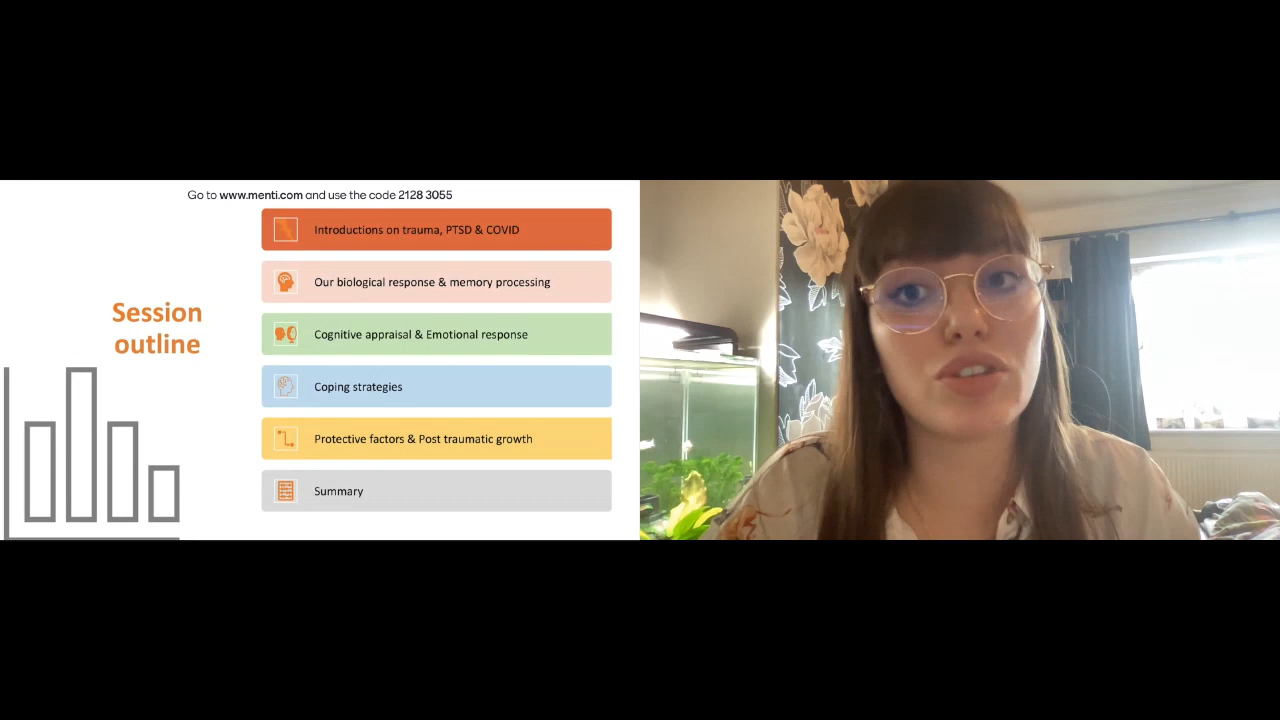 Go to www.menti.com and use the code 2128 3055
Session
outline
Introductions on trauma, PTSD & COVID
Our biological response & memory processing
Cognitive appraisal & Emotional response
Coping strategies
Protective factors & Post traumatic growth
Summary